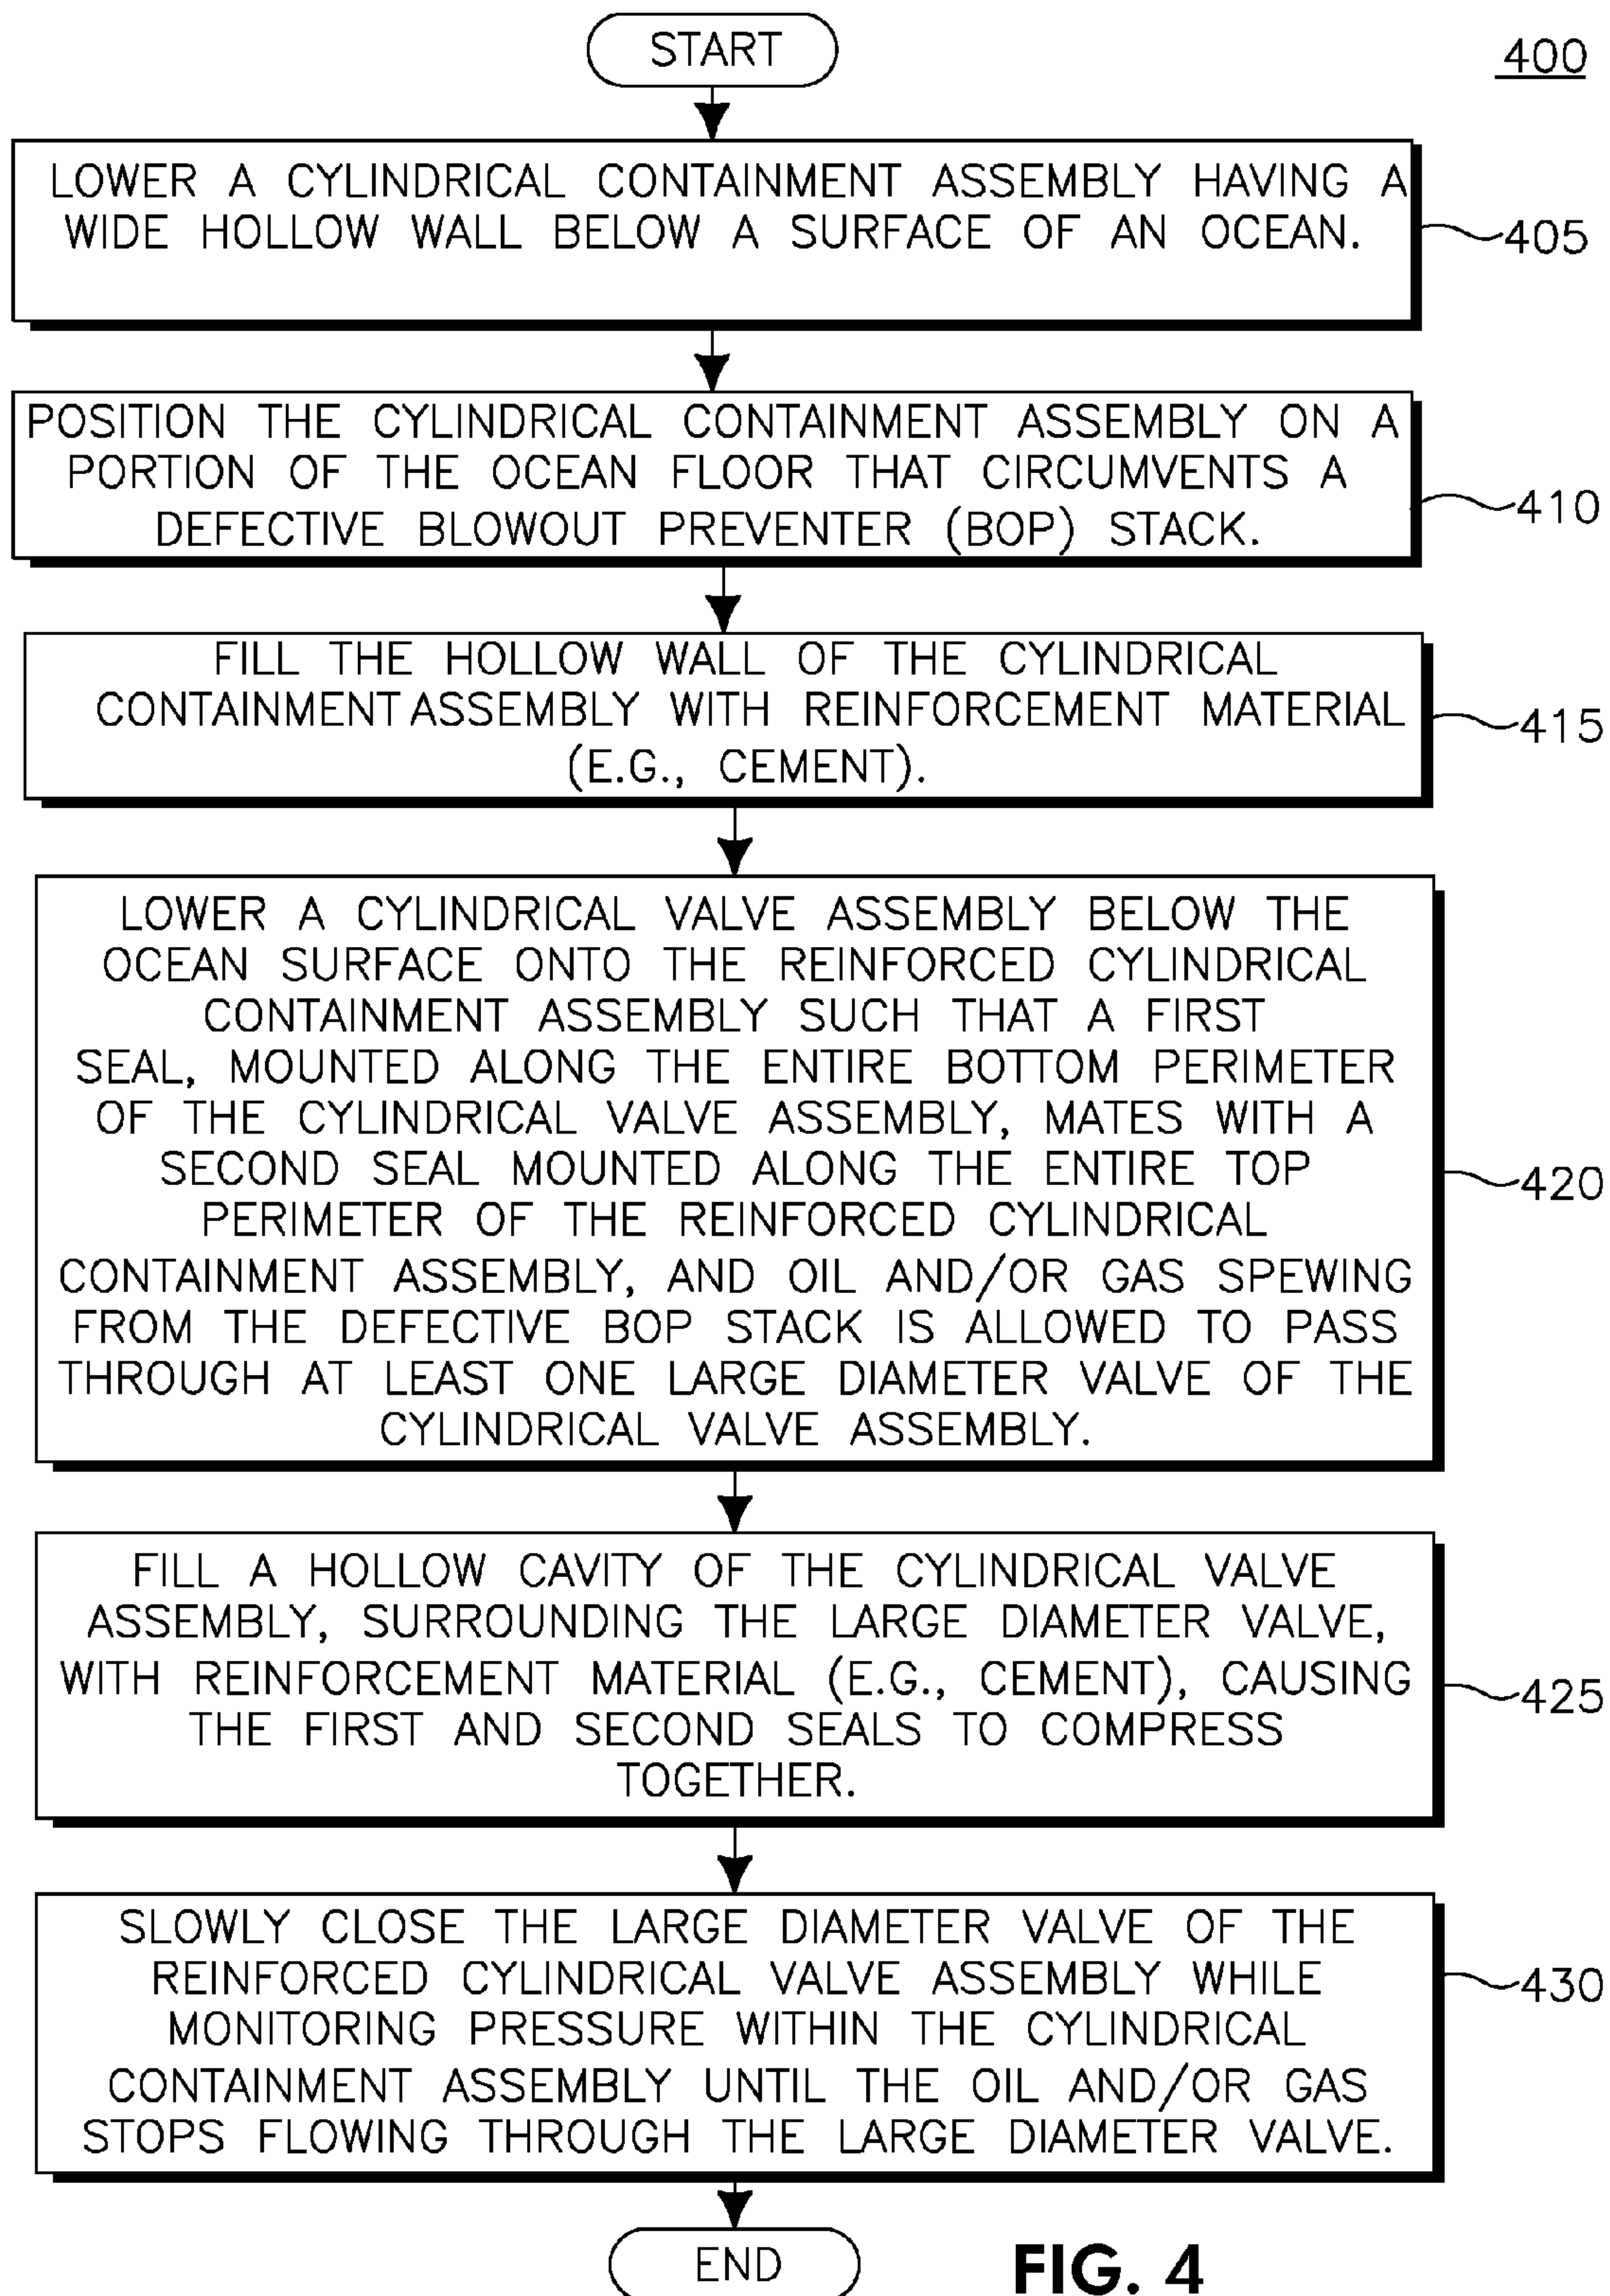 START
400
LOWER A CYLINDRICAL CONTAINMENT ASSEMBLY HAVING A
WIDE HOLLOW WALL BELOW A SURFACE OF AN OCEAN.
405
POSITION THE CYLINDRICAL CONTAINMENT ASSEMBLY ON A
PORTION OF THE OCEAN FLOOR THAT CIRCUMVENTS A
DEFECTIVE BLOWOUT PREVENTER (BOP) STACK.
410
FILL THE HOLLOW WALL OF THE CYLINDRICAL
CONTAINMENT ASSEMBLY WITH REINFORCEMENT MATERIAL
(E.G., CEMENT).
415
LOWER A CYLINDRICAL VALVE ASSEMBLY BELOW THE
OCEAN SURFACE ONTO THE REINFORCED CYLINDRICAL
CONTAINMENT ASSEMBLY SUCH THAT A FIRST
SEAL, MOUNTED ALONG THE ENTIRE BOTTOM PERIMETER
OF THE CYLINDRICAL VALVE ASSEMBLY, MATES WITH A
SECOND SEAL MOUNTED ALONG THE ENTIRE TOP
PERIMETER OF THE REINFORCED CYLINDRICAL
CONTAINMENT ASSEMBLY, AND OIL AND/OR GAS SPEWING
FROM THE DEFECTIVE BOP STACK IS ALLOWED TO PASS
THROUGH AT LEAST ONE LARGE DIAMETER VALVE OF THE
CYLINDRICAL VALVE ASSEMBLY.
420
FILL A HOLLOW CAVITY OF THE CYLINDRICAL VALVE
ASSEMBLY, SURROUNDING THE LARGE DIAMETER VALVE,
WITH REINFORCEMENT MATERIAL (E.G., CEMENT), CAUSING
THE FIRST AND SECOND SEALS TO COMPRESS
TOGETHER.
425
SLOWLY CLOSE THE LARGE DIAMETER VALVE OF THE
REINFORCED CYLINDRICAL VALVE ASSEMBLY WHILE
MONITORING PRESSURE WITHIN THE CYLINDRICAL
CONTAINMENT ASSEMBLY UNTIL THE OIL AND/OR GAS
STOPS FLOWING THROUGH THE LARGE DIAMETER VALVE.
430
END
FIG. 4